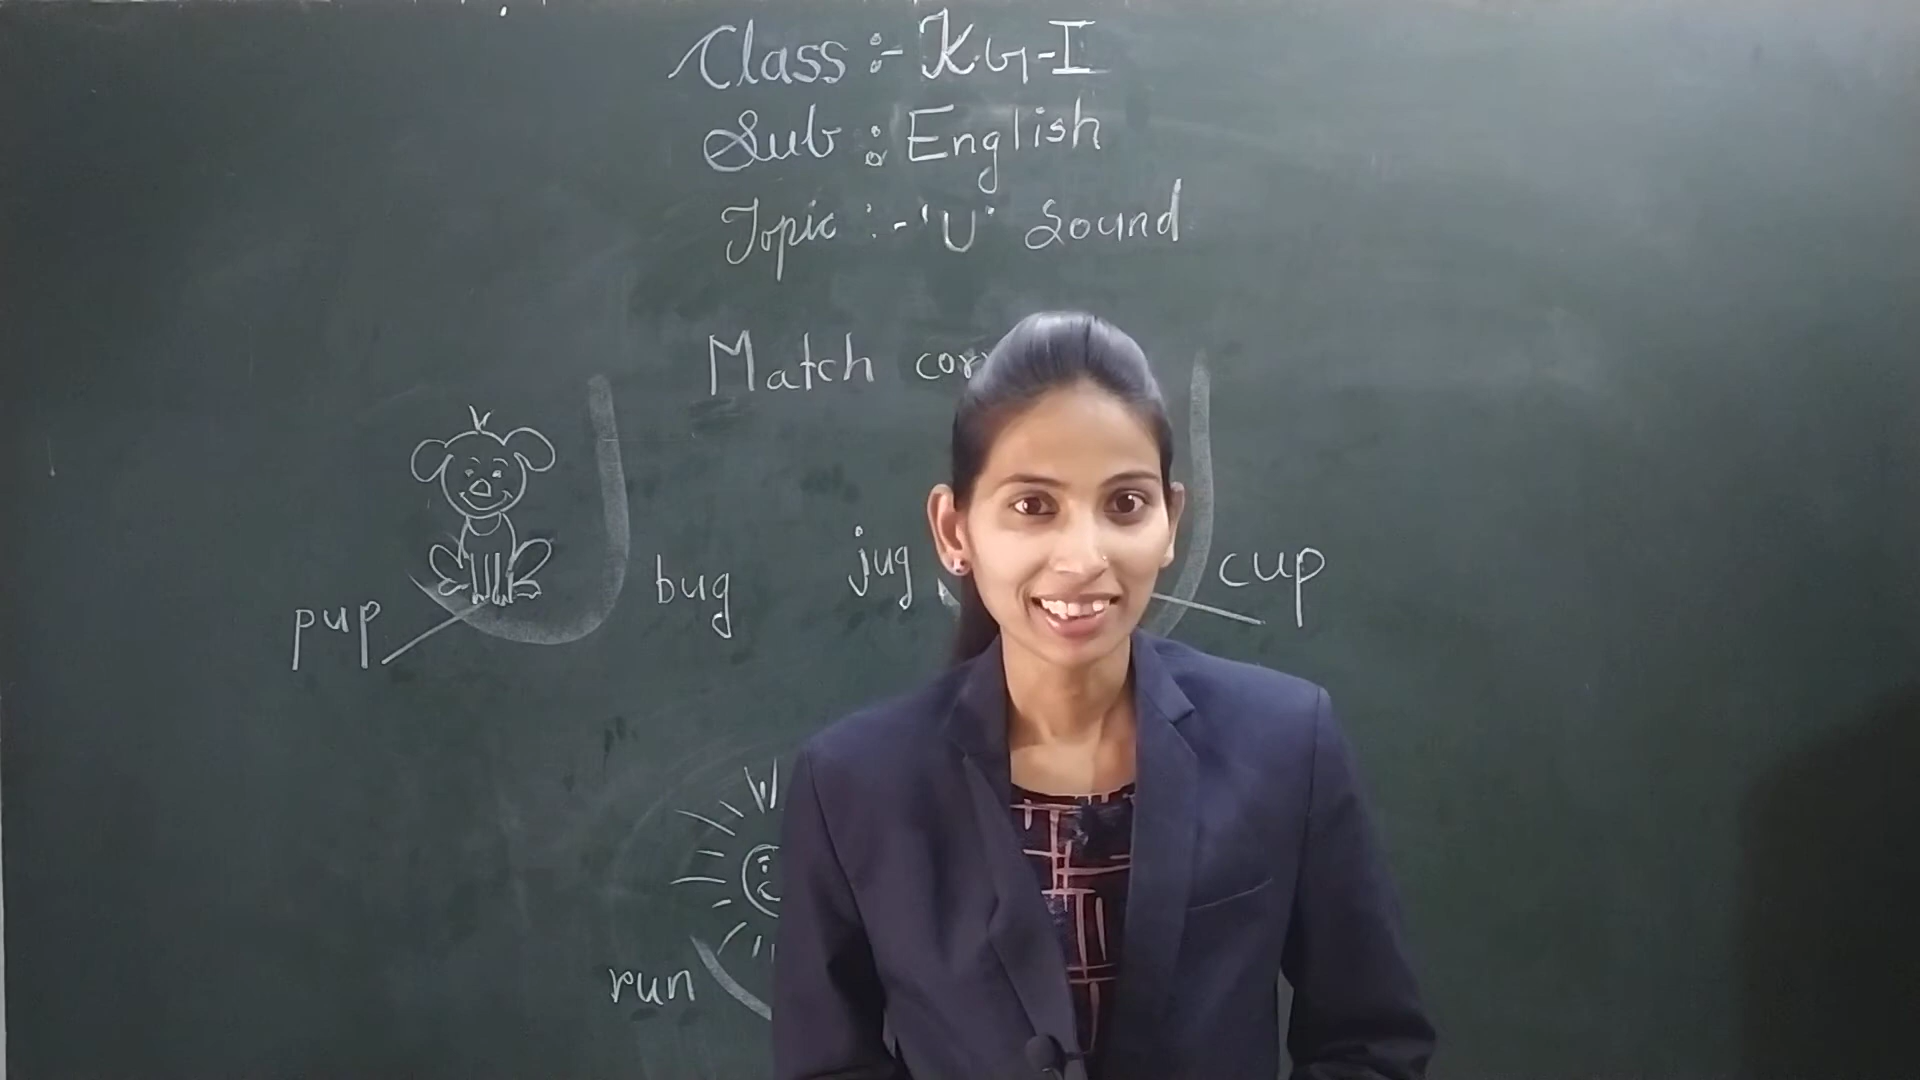 Class :- KG-I
Sub : English
Topic :- 'U' Sound
Match
pup bug jug cup
run